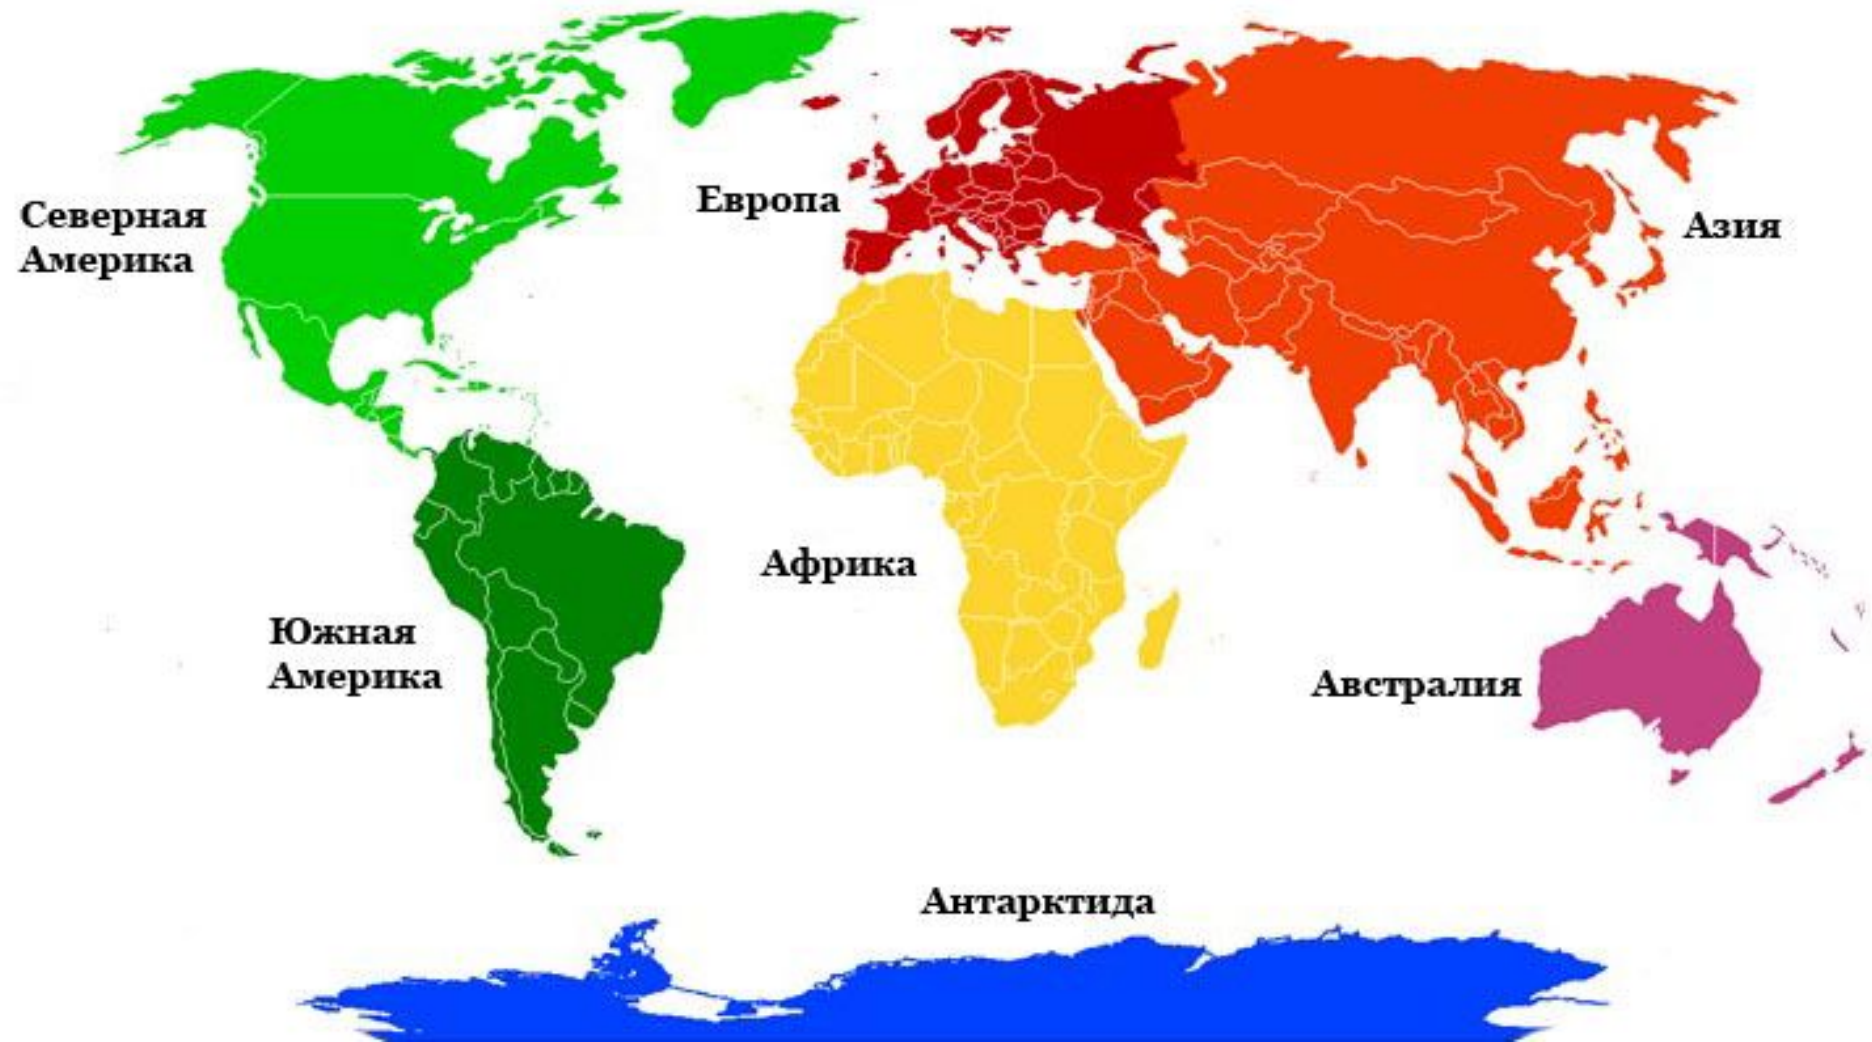 Северная
Америка
Европа
Азия
Африка
Южная
Америка
Австралия
Антарктида